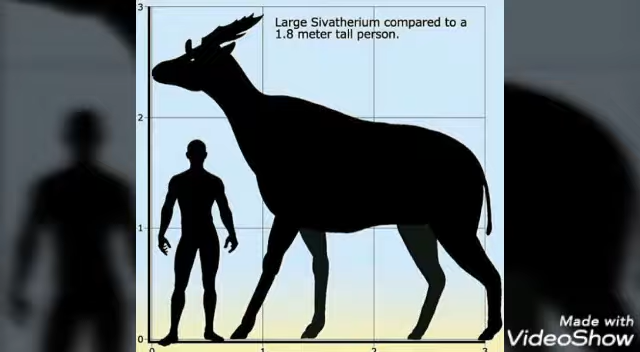 3
Large Sivatherium compared to a
1.8 meter tall person.
2
1
0
0 1 2 3
Made with
VideoShow